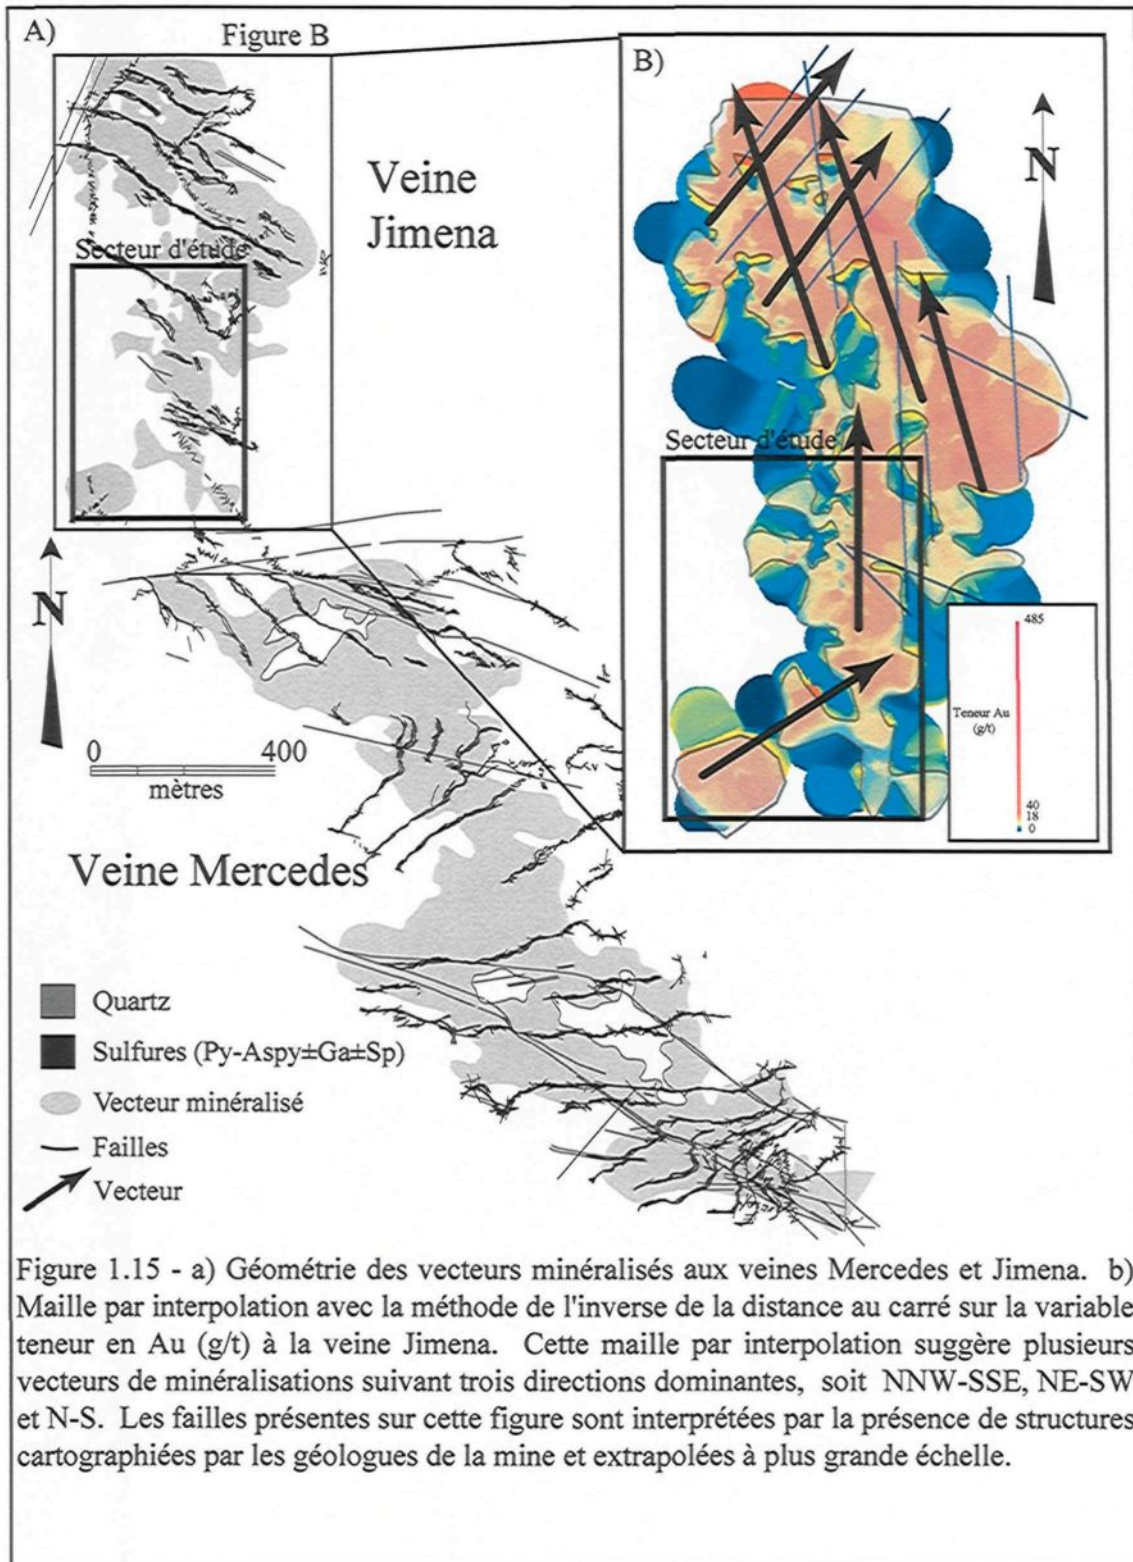 A)
Figure B
B)
N
Veine
Jimena
Secteur d'étude
Secteur d'étude
485
Teneur Au
(g/t)
40
18
0
N
0 400
mètres
Veine Mercedes
Quartz
Sulfures (Py-Aspy±Ga±Sp)
Vecteur minéralisé
Failles
Vecteur
Figure 1.15 - a) Géométrie des vecteurs minéralisés aux veines Mercedes et Jimena. b)
Maille par interpolation avec la méthode de l'inverse de la distance au carré sur la variable
teneur en Au (g/t) à la veine Jimena. Cette maille par interpolation suggère plusieurs
vecteurs de minéralisations suivant trois directions dominantes, soit NNW-SSE, NE-SW
et N-S. Les failles présentes sur cette figure sont interprétées par la présence de structures
cartographiées par les géologues de la mine et extrapolées à plus grande échelle.